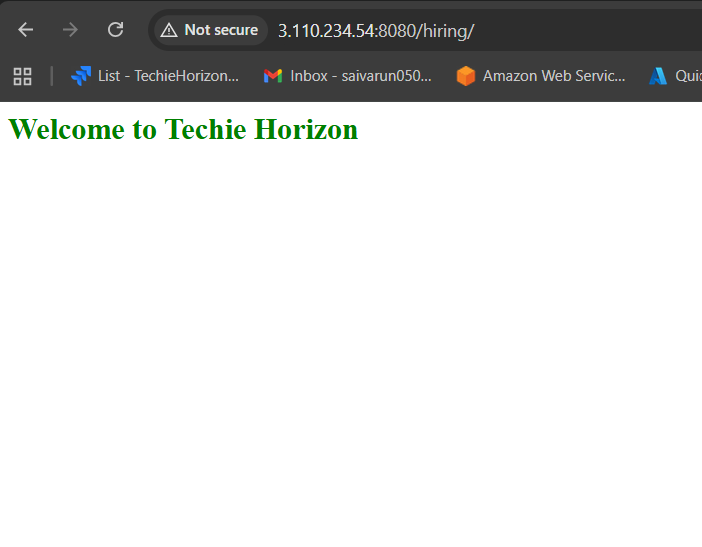 Not secure 3.110.234.54:8080/hiring/
List - TechieHorizon... Inbox - saivarun050... Amazon Web Servic... Quic
Welcome to Techie Horizon